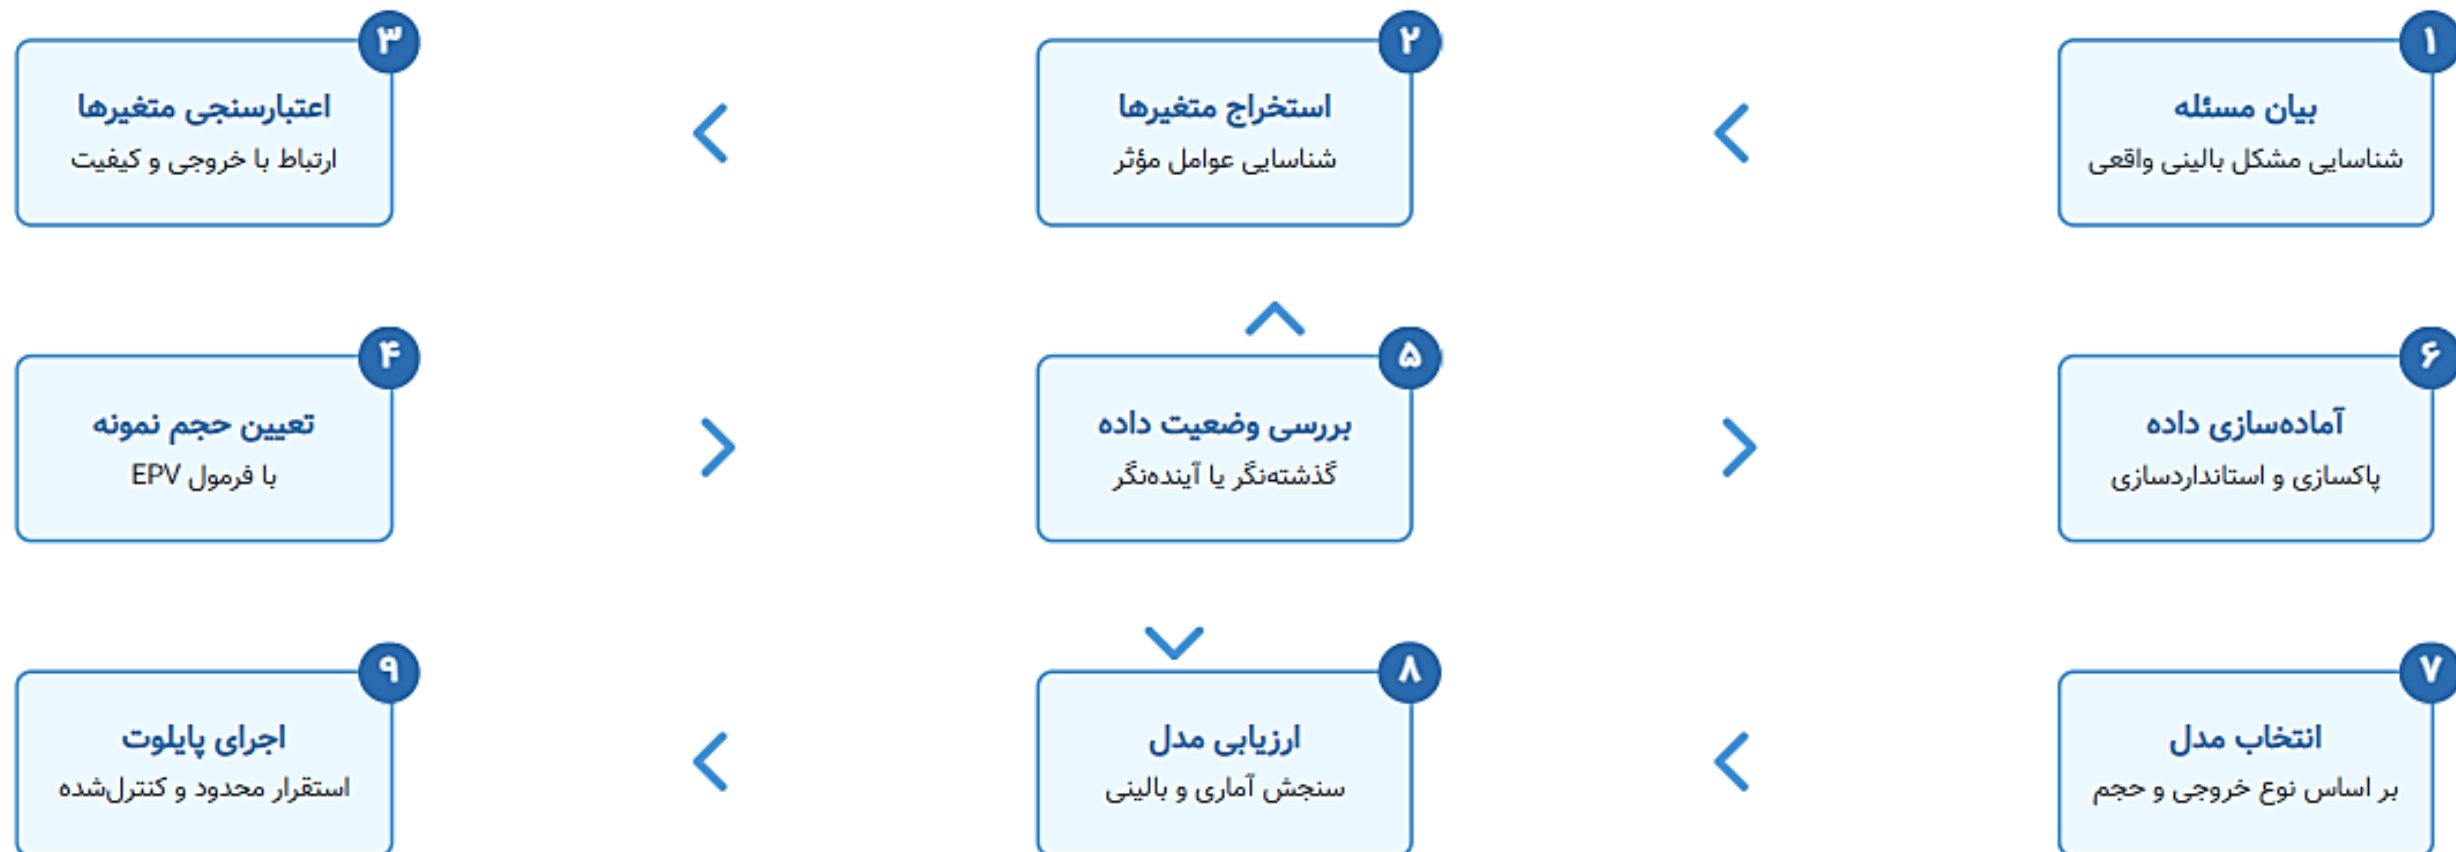 ۱
بیان مسئله
شناسایی مشکل بالینی واقعی
۲
استخراج متغیرها
شناسایی عوامل مؤثر
۳
اعتبارسنجی متغیرها
ارتباط با خروجی و کیفیت
۴
تعیین حجم نمونه
با فرمول EPV
۵
بررسی وضعیت داده
گذشته‌نگر یا آینده‌نگر
۶
آماده‌سازی داده
پاکسازی و استانداردسازی
۷
انتخاب مدل
بر اساس نوع خروجی و حجم
۸
ارزیابی مدل
سنجش آماری و بالینی
۹
اجرای پایلوت
استقرار محدود و کنترل‌شده